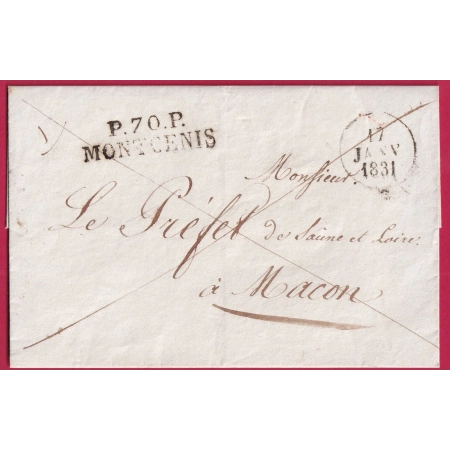 P.70.P.
MONTCENIS
17
JANV
1831
Monsieur
Le Préfet de Saône et Loire
à Macon